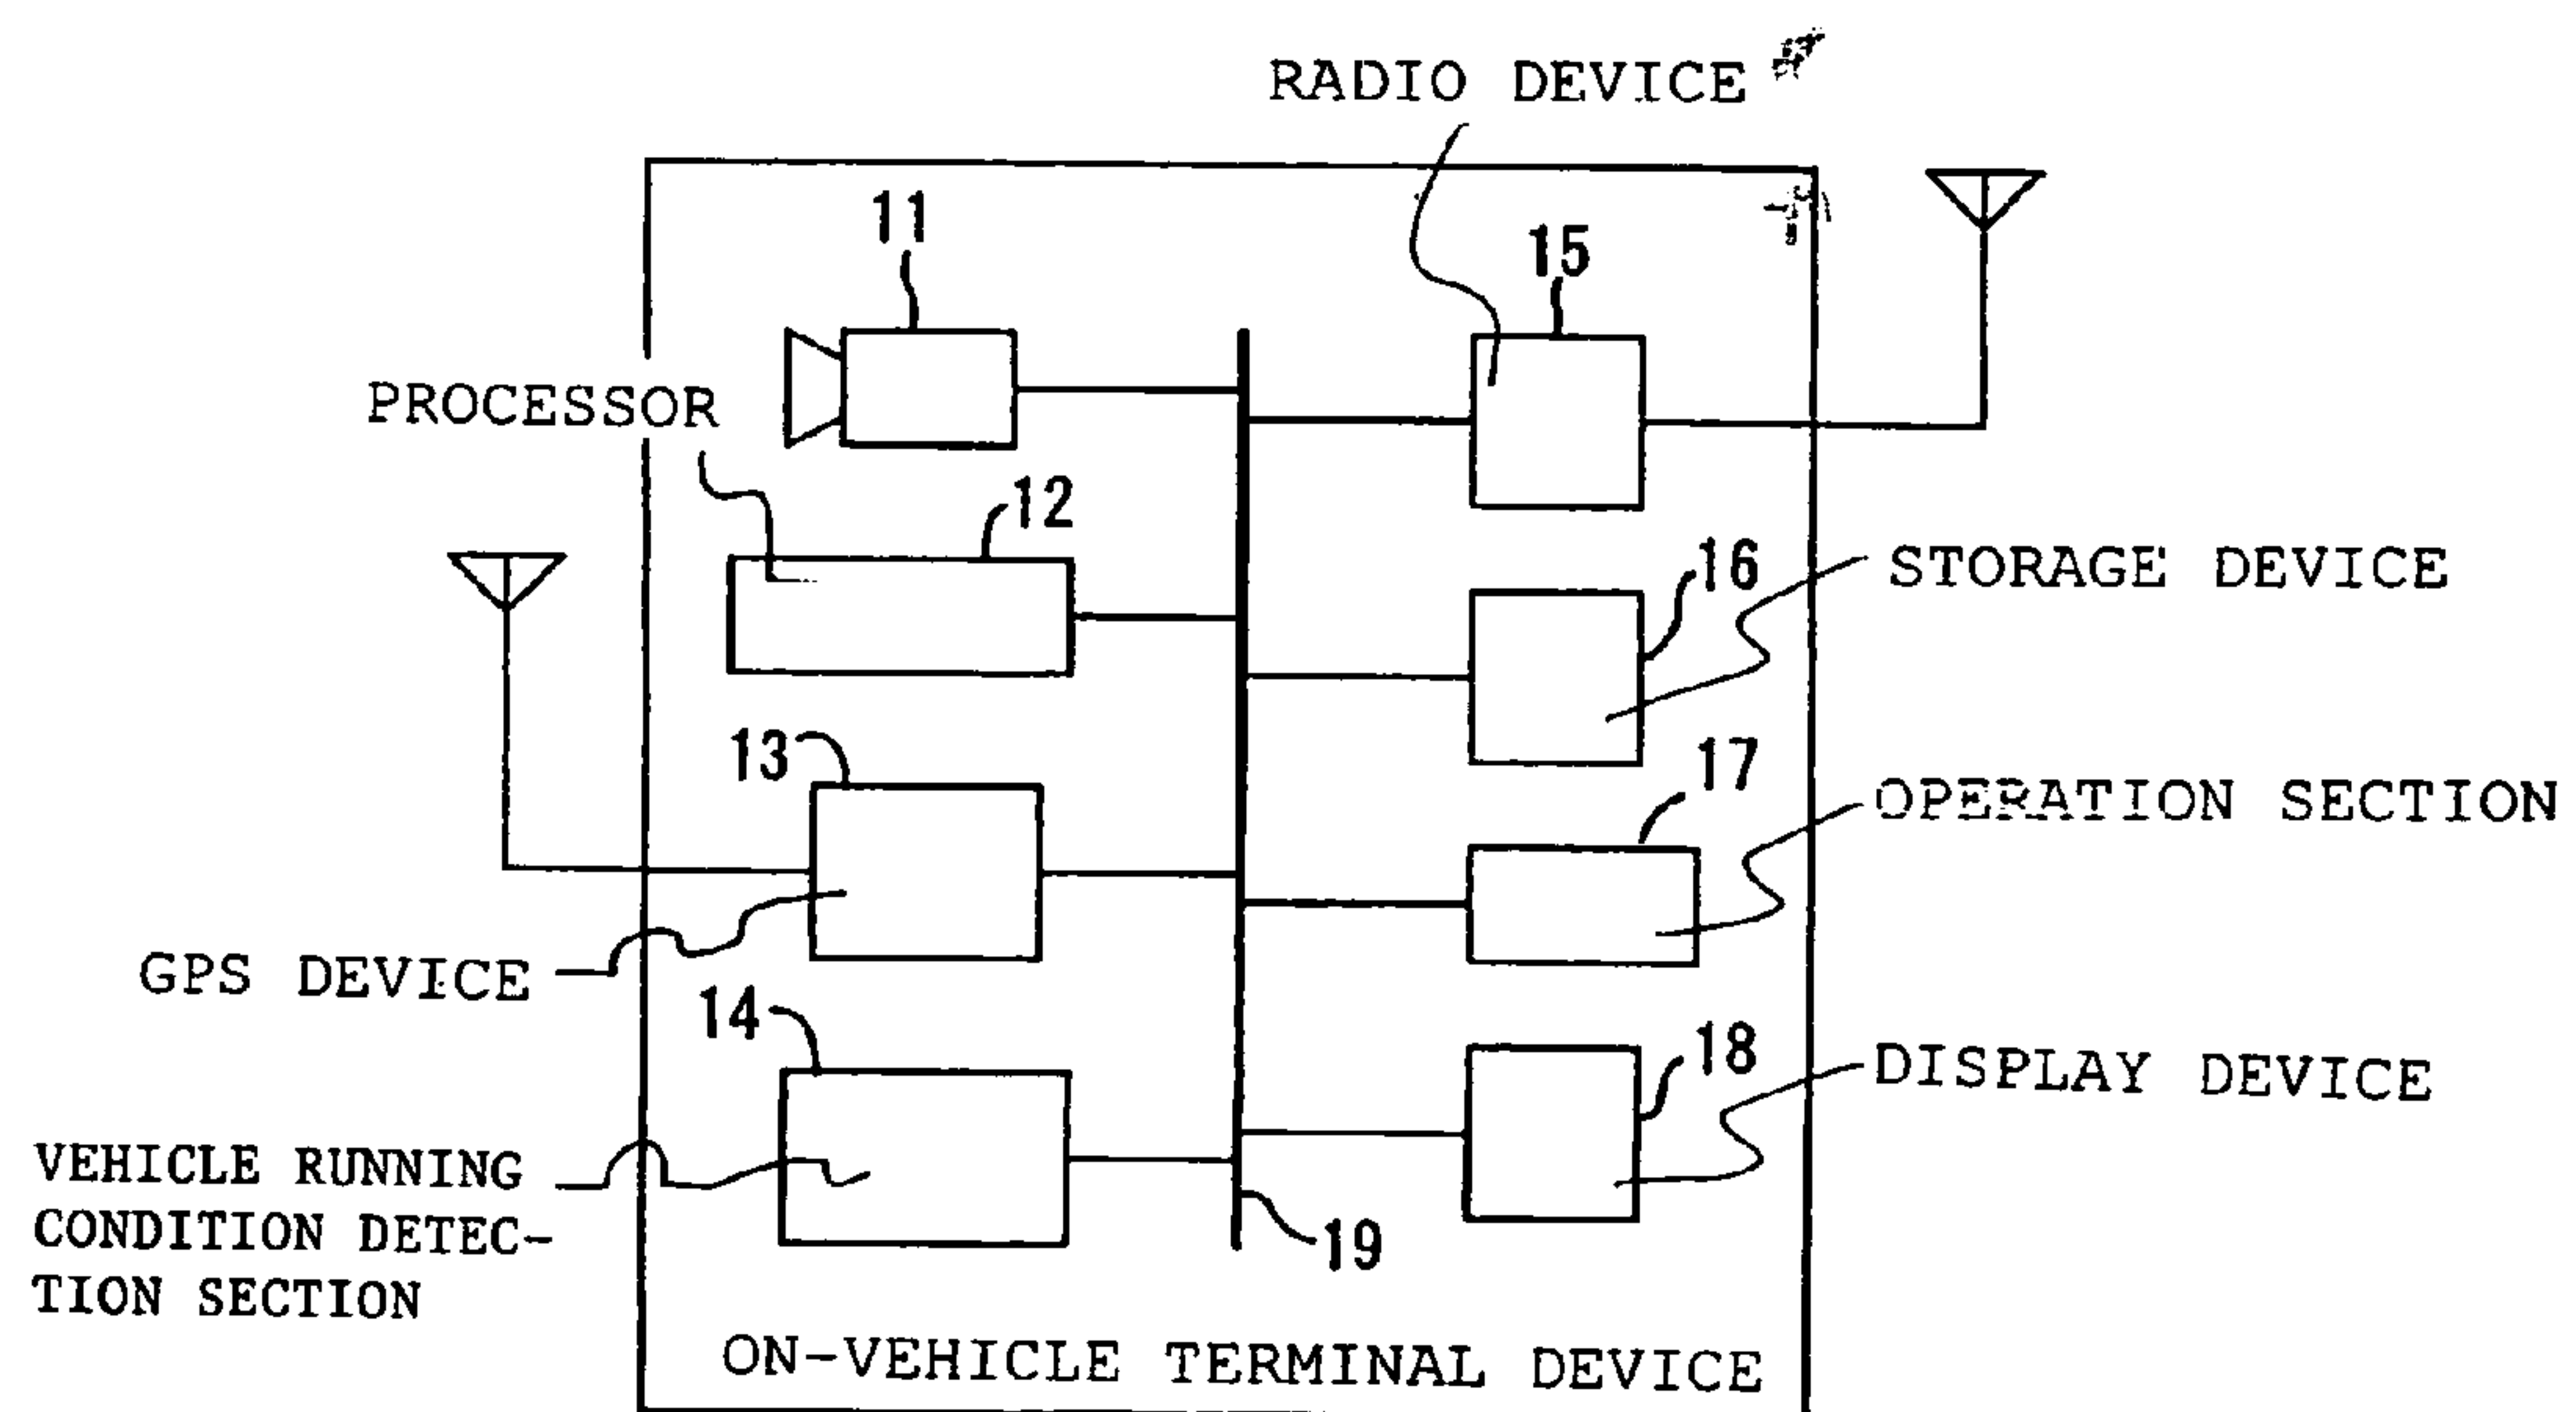 RADIO DEVICE
11
15
PROCESSOR
12
16
STORAGE DEVICE
13
17
OPERATION SECTION
GPS DEVICE
14
18
DISPLAY DEVICE
VEHICLE RUNNING
CONDITION DETEC-
TION SECTION
19
ON-VEHICLE TERMINAL DEVICE